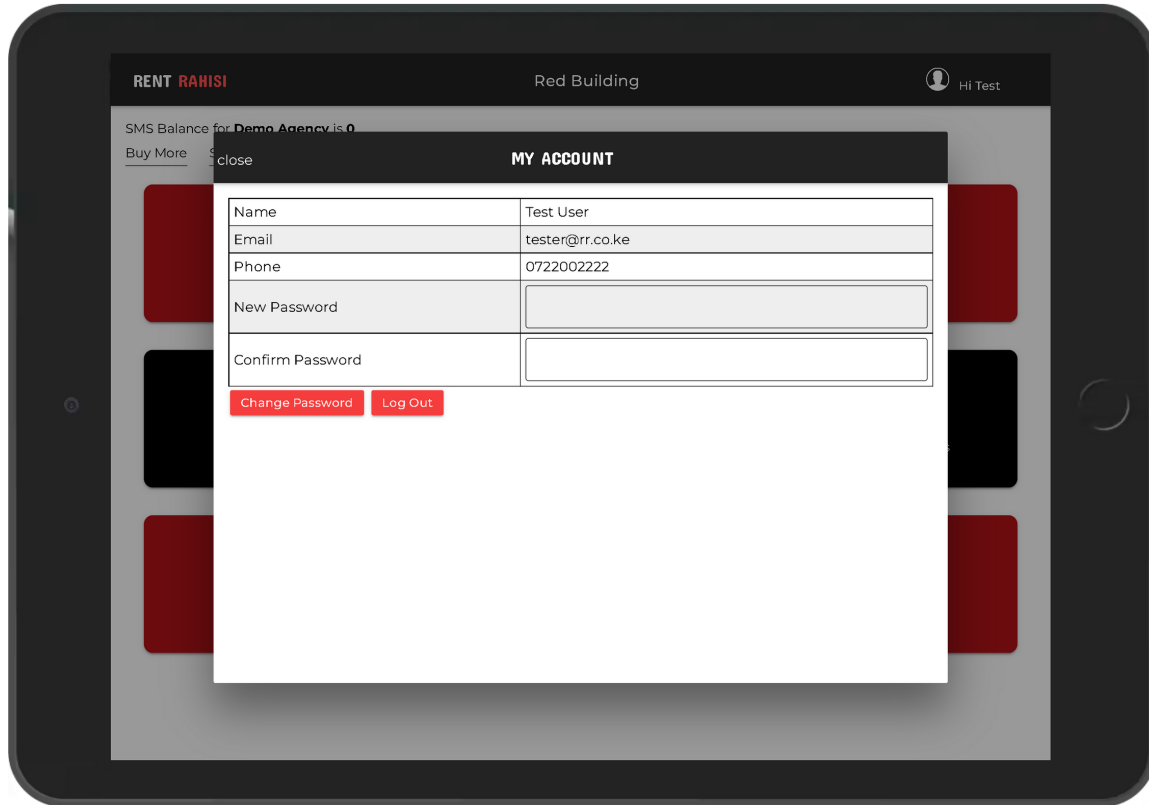 RENT RAHISI
Red Building
Hi Test
SMS Balance for Demo Agency is 0
Buy More
close
MY ACCOUNT
Name Test User
Email tester@rr.co.ke
Phone 0722002222
New Password
Confirm Password
Change Password Log Out